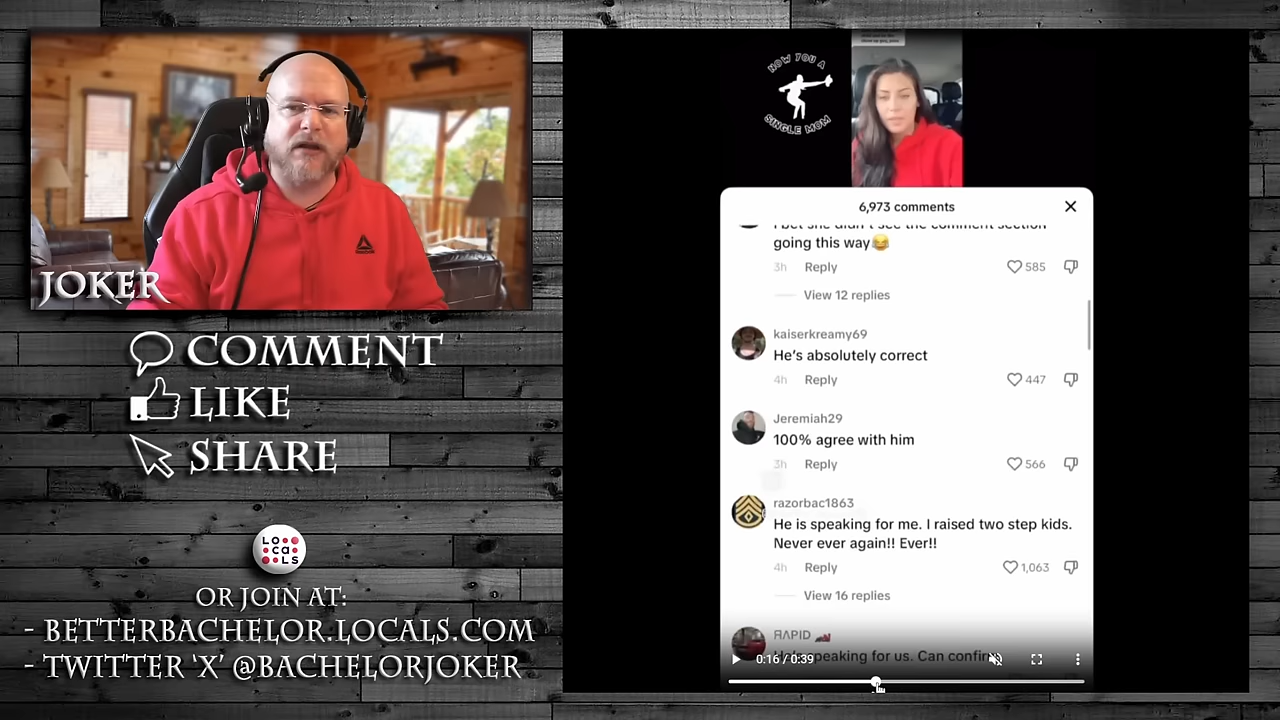 JOKER
COMMENT
LIKE
SHARE
LOCALS
OR JOIN AT:
- BETTERBACHELOR.LOCALS.COM
- TWITTER 'X' @BACHELORJOKER
NOW YOU A
SINGLE MOM
6,973 comments
I bet she didn't see the comment section
going this way😂
3h Reply 585
View 12 replies
kaiserkreamy69
He's absolutely correct
4h Reply 447
Jeremiah29
100% agree with him
3h Reply 566
razorbac1863
He is speaking for me. I raised two step kids.
Never ever again!! Ever!!
4h Reply 1,063
View 16 replies
ЯΛPID
speaking for us. Can confirm
0:16 / 0:39